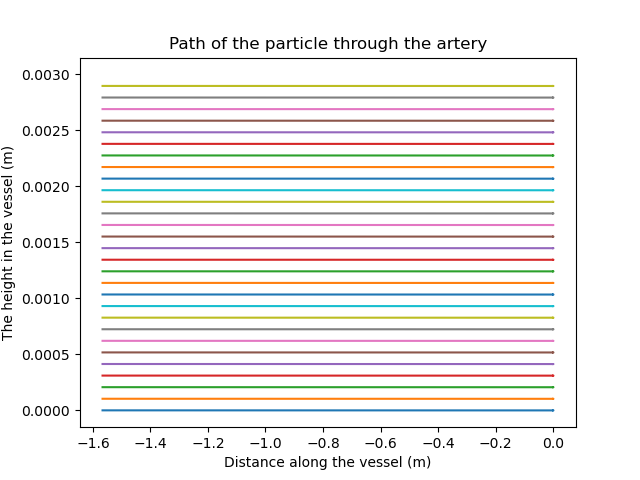 Path of the particle through the artery
The height in the vessel (m)
0.0030
0.0025
0.0020
0.0015
0.0010
0.0005
0.0000
−1.6 −1.4 −1.2 −1.0 −0.8 −0.6 −0.4 −0.2 0.0
Distance along the vessel (m)